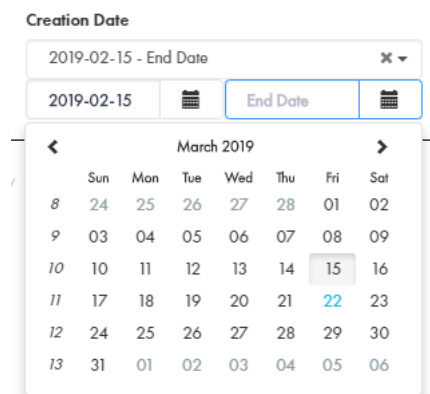 Creation Date
2019-02-15 - End Date
2019-02-15 End Date
March 2019
Sun Mon Tue Wed Thu Fri Sat
8 24 25 26 27 28 01 02
9 03 04 05 06 07 08 09
10 10 11 12 13 14 15 16
11 17 18 19 20 21 22 23
12 24 25 26 27 28 29 30
13 31 01 02 03 04 05 06